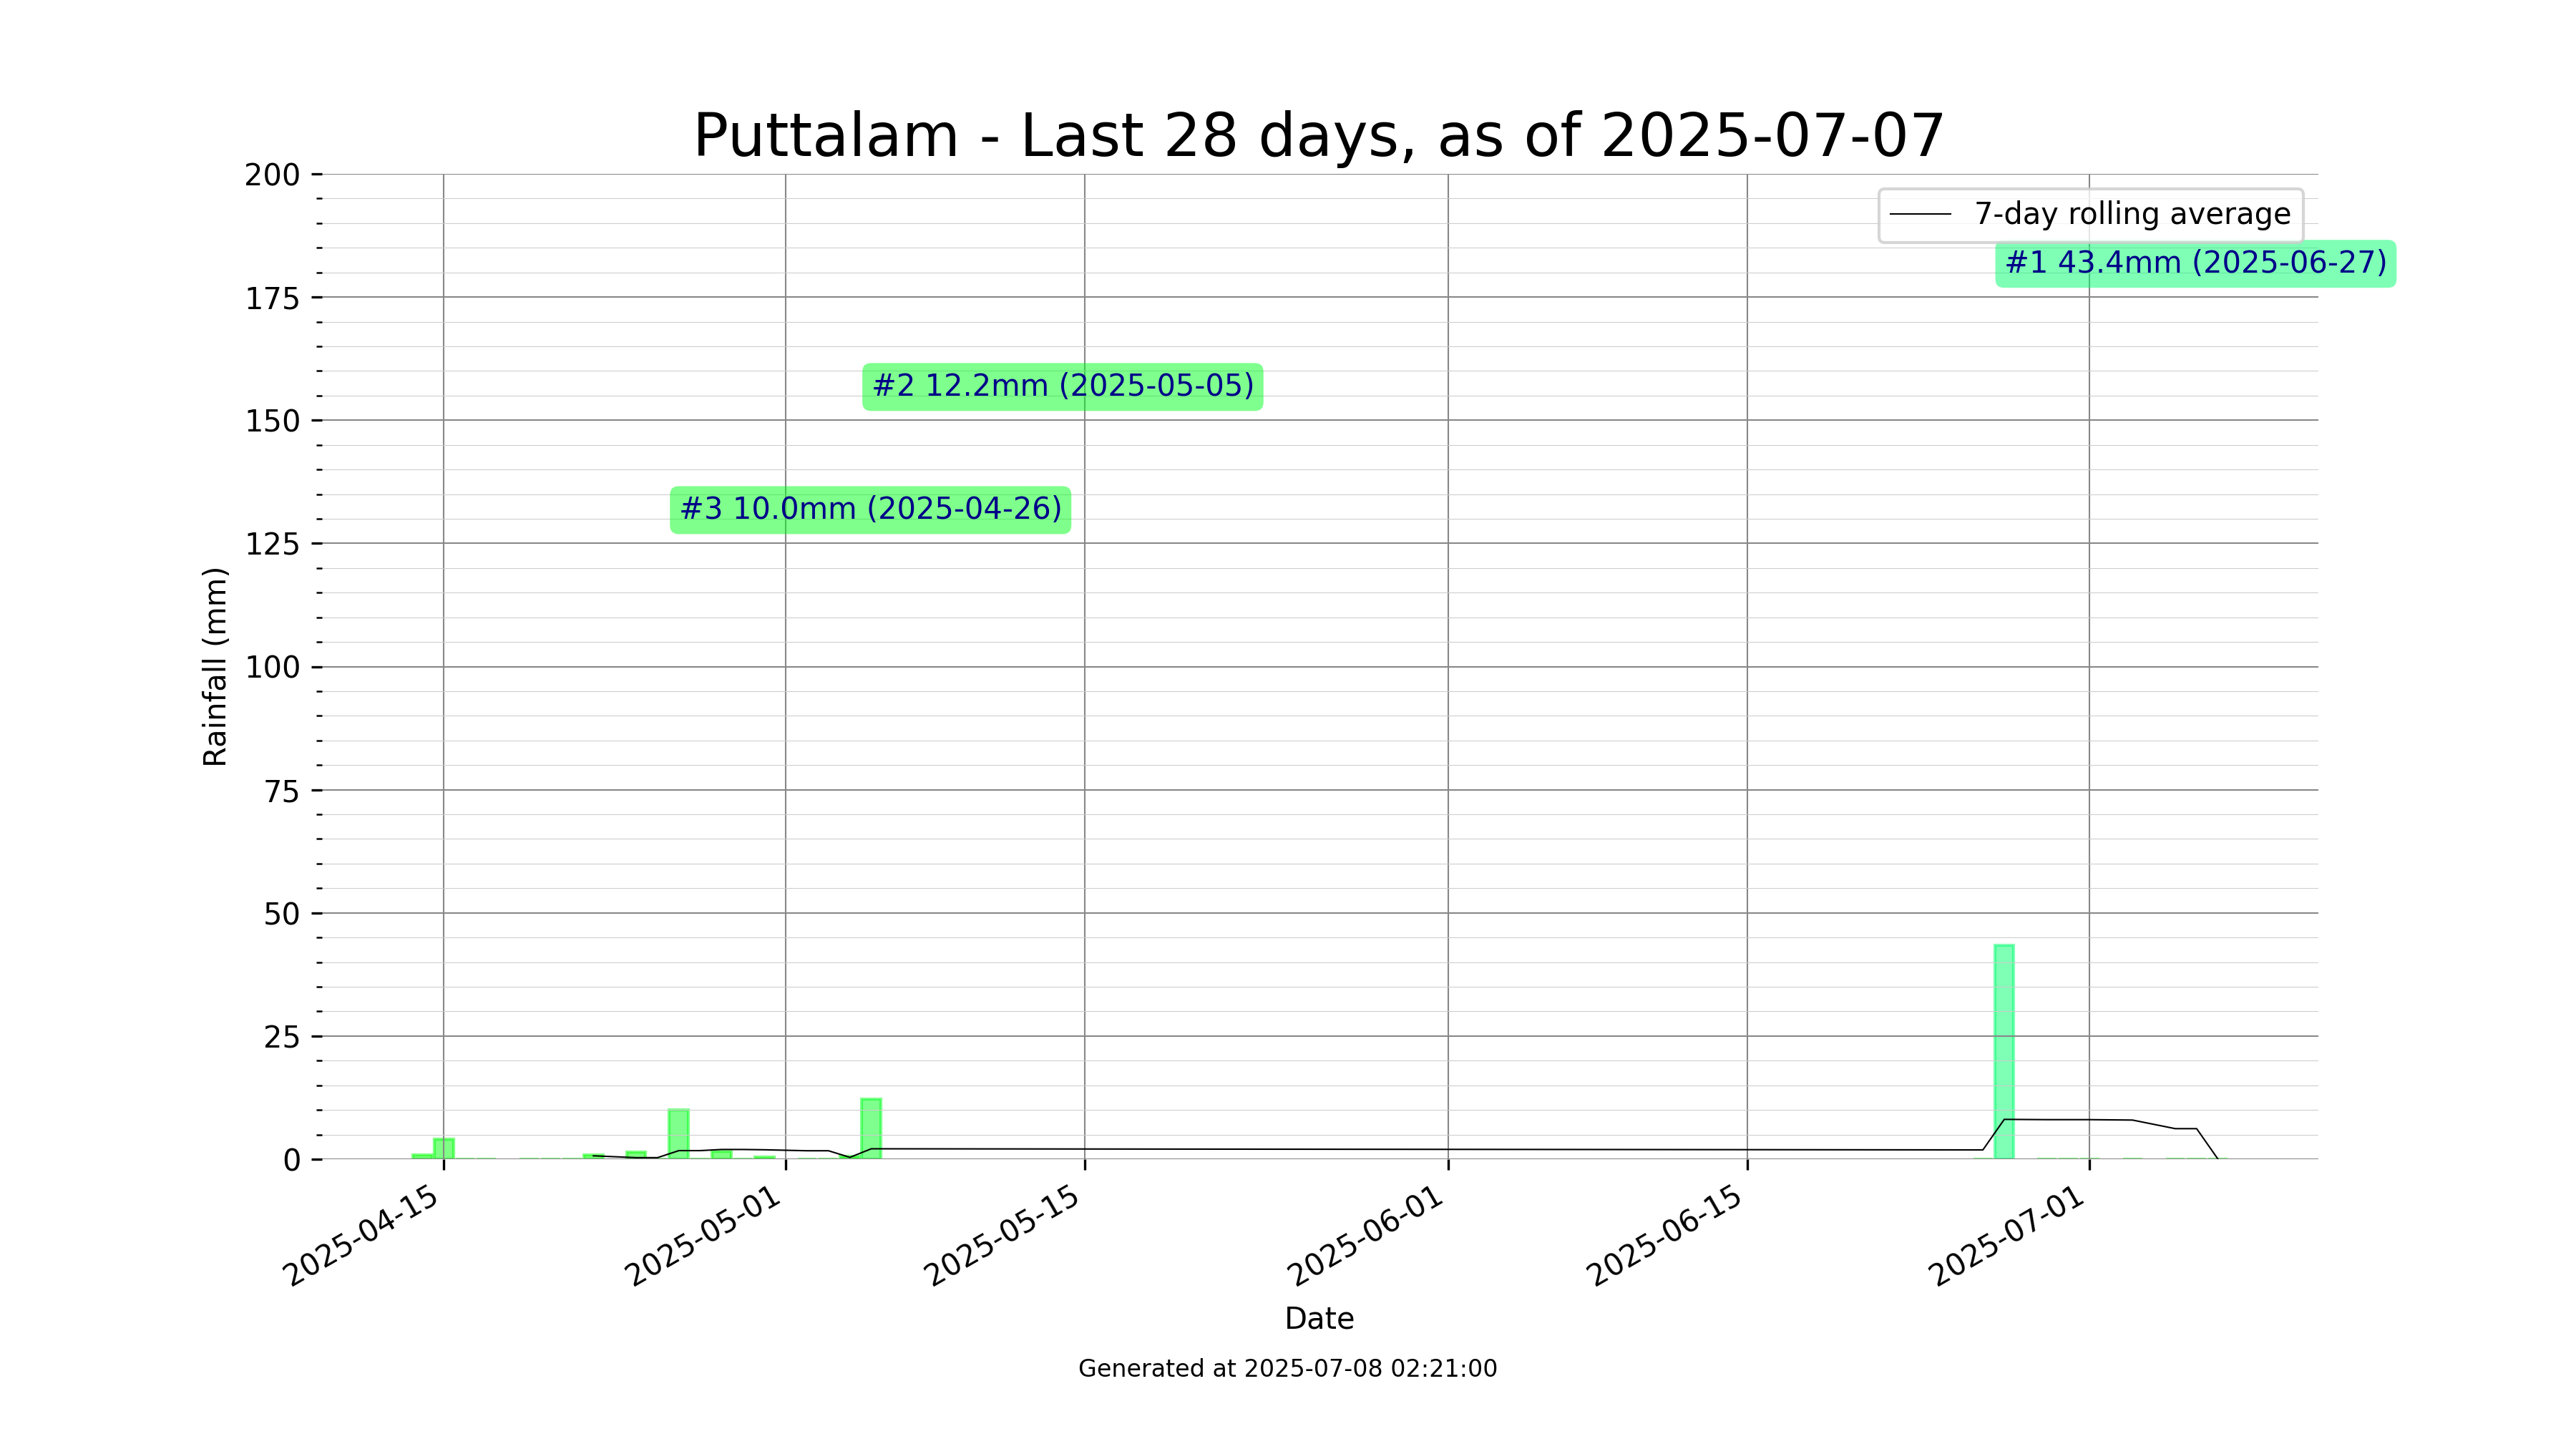 Puttalam - Last 28 days, as of 2025-07-07
7-day rolling average
#1 43.4mm (2025-06-27)
#2 12.2mm (2025-05-05)
#3 10.0mm (2025-04-26)
Rainfall (mm)
200
175
150
125
100
75
50
25
0
2025-04-15
2025-05-01
2025-05-15
2025-06-01
2025-06-15
2025-07-01
Date
Generated at 2025-07-08 02:21:00